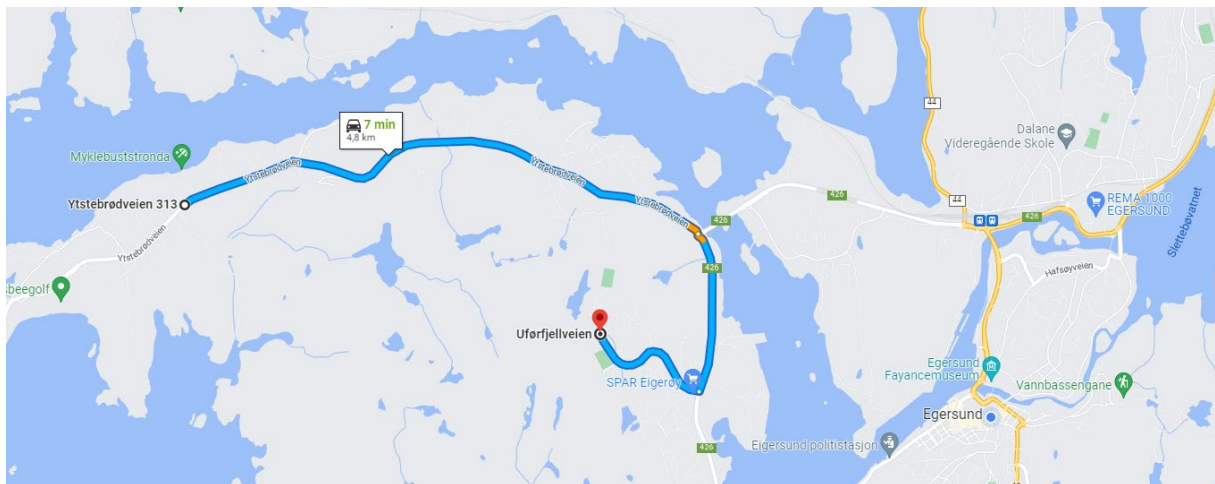 44
Dalane
Videregående Skole
7 min
4,8 km
Myklebuststronda
Ytstebrødveien
Ytstebrødveien
Ytstebrødveien 313
Ytstebrødveien
426
REMA 1000
EGERSUND
44
426
426
Slettebøvatnet
Ytstebrødveien
426
Hafsøyveien
sbeegolf
Uførfjellveien
Egersund
Fayancemuseum
SPAR Eigerøy
Vannbassengane
Egersund
426
Eigersund politistasjon